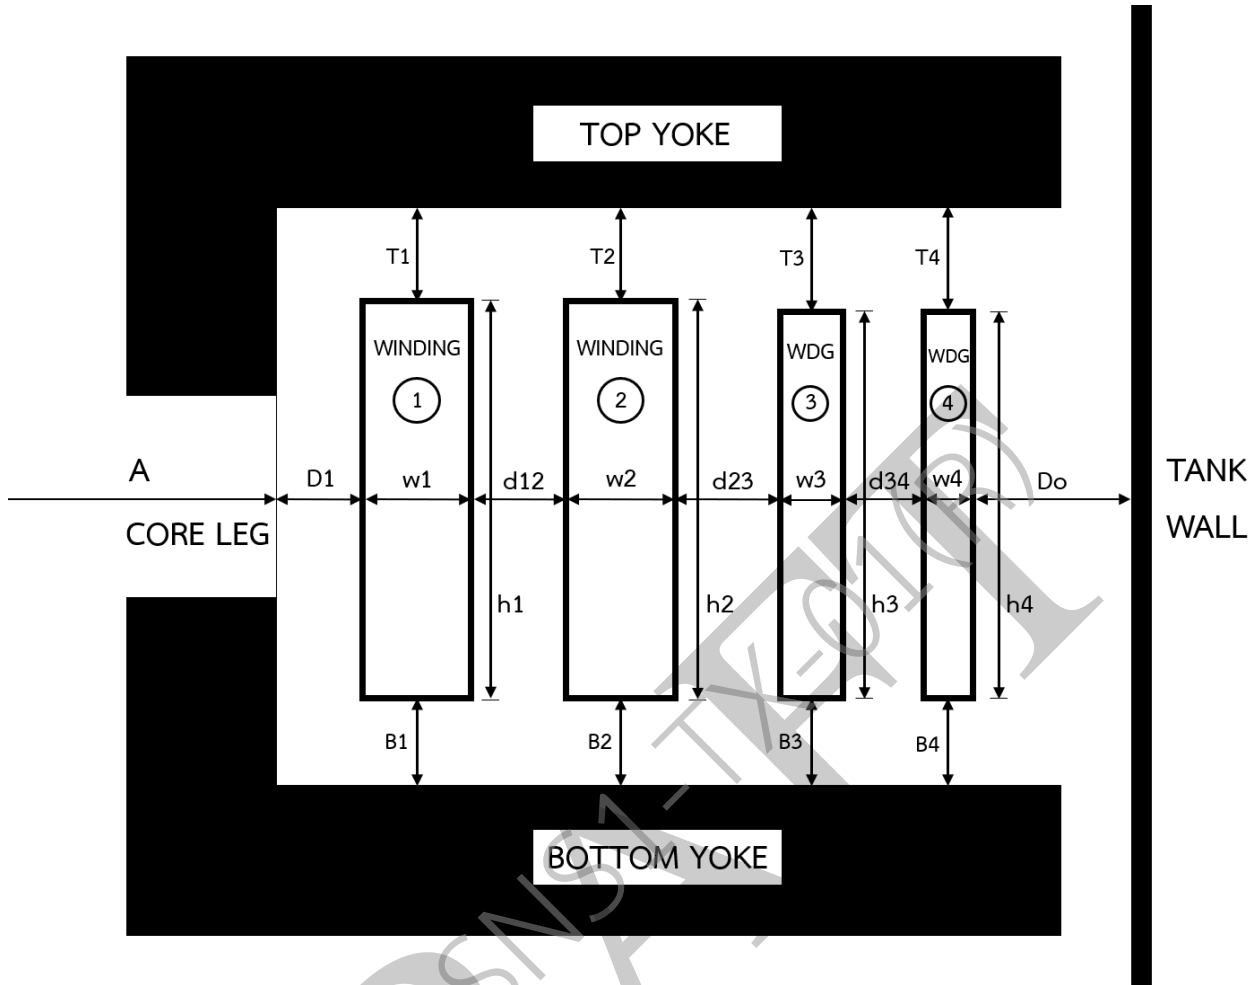 TOP YOKE
T1
T2
T3
T4
WINDING
WINDING
WDG
WDG
1
2
3
4
A
D1
w1
d12
w2
d23
w3
d34
w4
Do
TANK
CORE LEG
WALL
h1
h2
h3
h4
B1
B2
B3
B4
BOTTOM YOKE